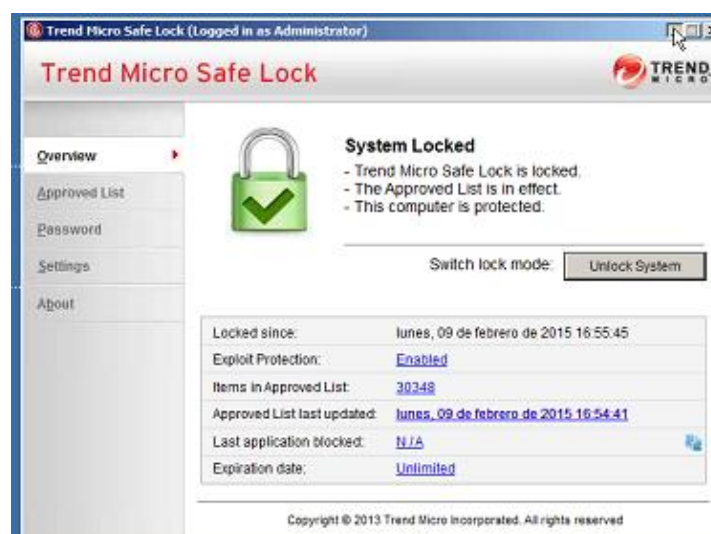 Trend Micro Safe Lock (Logged in as Administrator)
Trend Micro Safe Lock
TREND
MICRO
Overview
Approved List
Password
Settings
About
System Locked
- Trend Micro Safe Lock is locked.
- The Approved List is in effect.
- This computer is protected.
Switch lock mode: Unlock System
Locked since: lunes, 09 de febrero de 2015 16:55:45
Exploit Protection: Enabled
Items in Approved List: 30348
Approved List last updated: lunes, 09 de febrero de 2015 16:54:41
Last application blocked: N/A
Expiration date: Unlimited
Copyright © 2013 Trend Micro Incorporated. All rights reserved